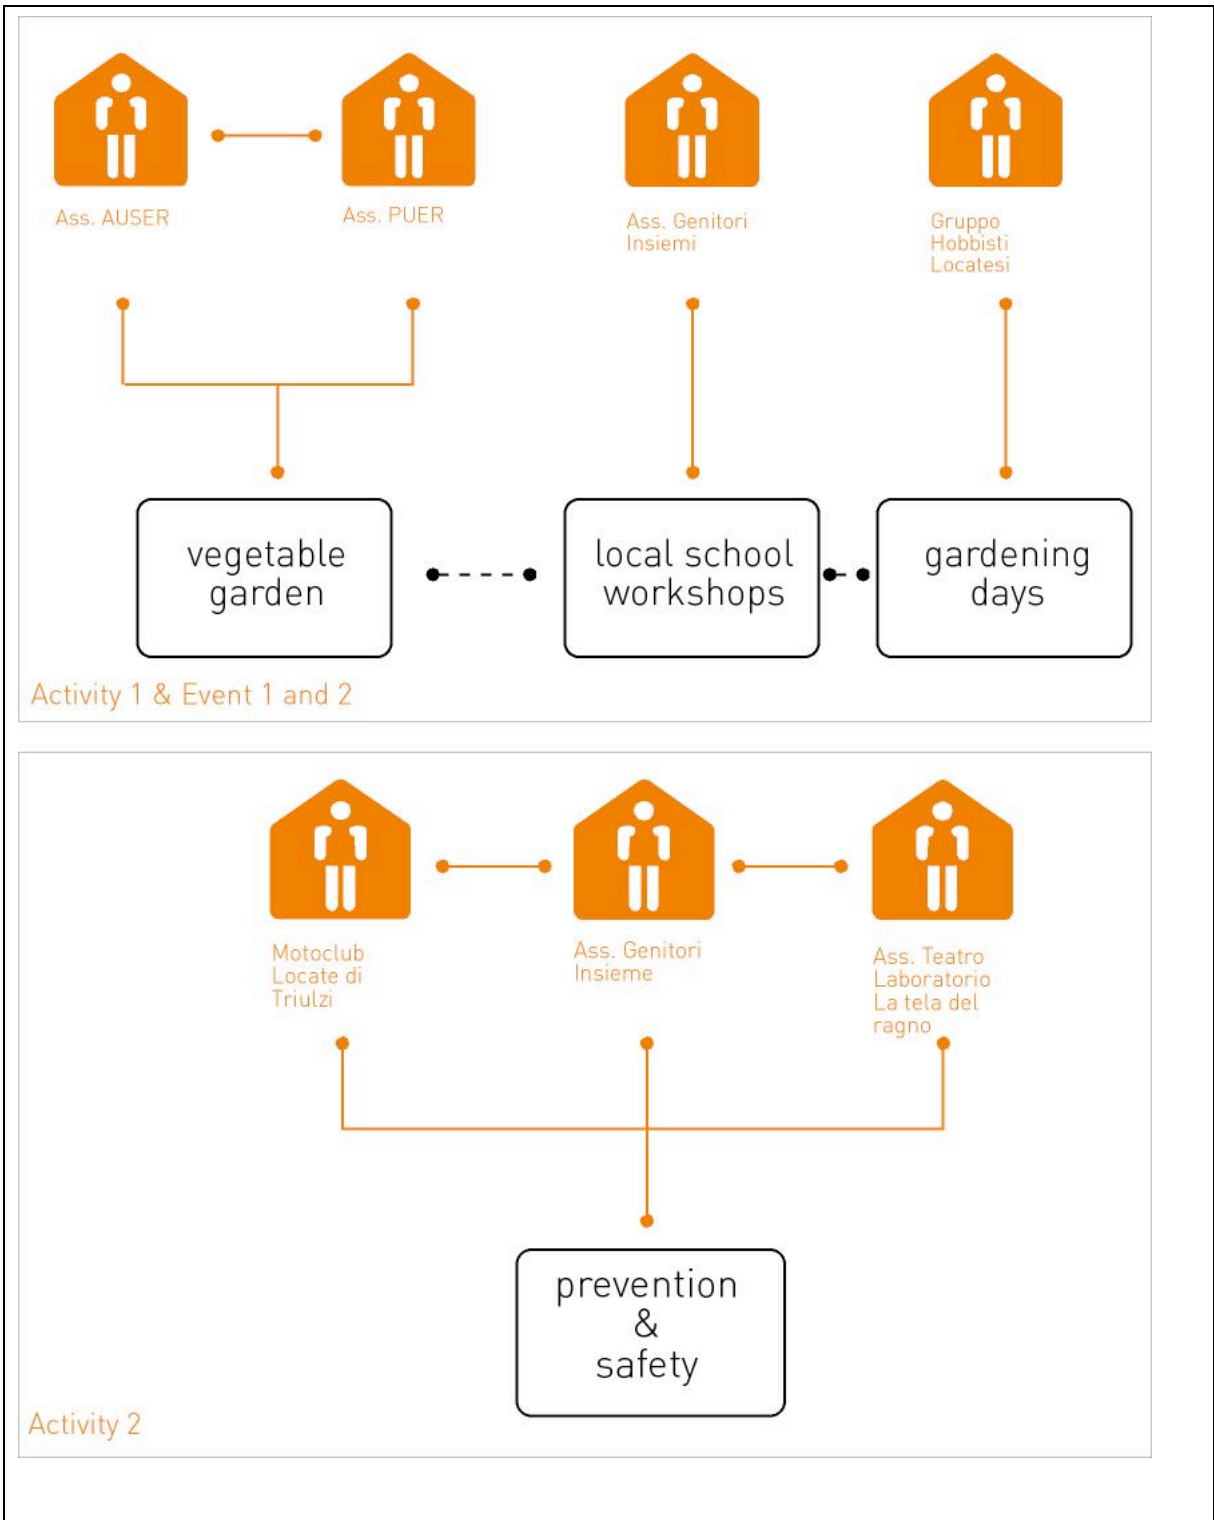 Ass. AUSER
Ass. PUER
Ass. Genitori
Insiemi
Gruppo
Hobbisti
Locatesi
vegetable
garden
local school
workshops
gardening
days
Activity 1 & Event 1 and 2
Motoclub
Locate di
Triulzi
Ass. Genitori
Insieme
Ass. Teatro
Laboratorio
La tela del
ragno
prevention
&
safety
Activity 2